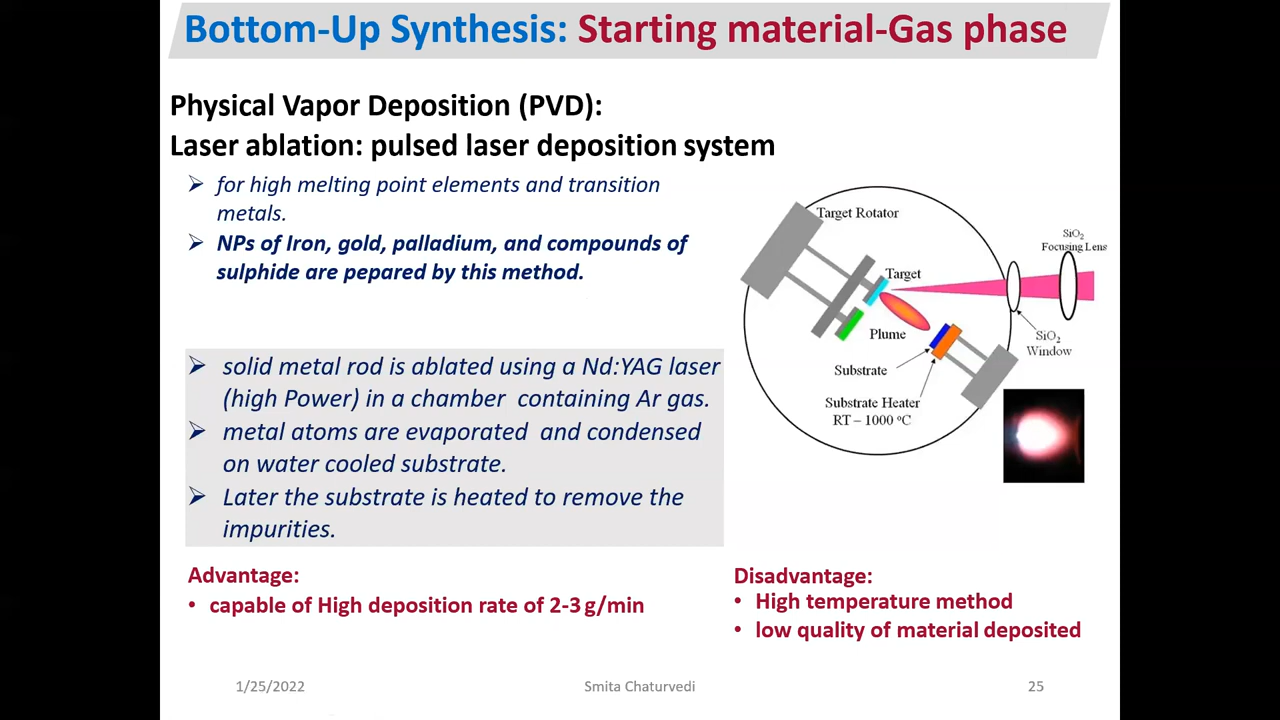 Bottom-Up Synthesis: Starting material-Gas phase
Physical Vapor Deposition (PVD):
Laser ablation: pulsed laser deposition system
➢ for high melting point elements and transition
metals.
➢ NPs of Iron, gold, palladium, and compounds of
sulphide are pepared by this method.
➢ solid metal rod is ablated using a Nd:YAG laser
(high Power) in a chamber containing Ar gas.
➢ metal atoms are evaporated and condensed
on water cooled substrate.
➢ Later the substrate is heated to remove the
impurities.
Target Rotator
SiO₂
Focusing Lens
Target
Plume
SiO₂
Window
Substrate
Substrate Heater
RT – 1000 °C
Advantage:
• capable of High deposition rate of 2-3 g/min
Disadvantage:
• High temperature method
• low quality of material deposited
1/25/2022
Smita Chaturvedi
25